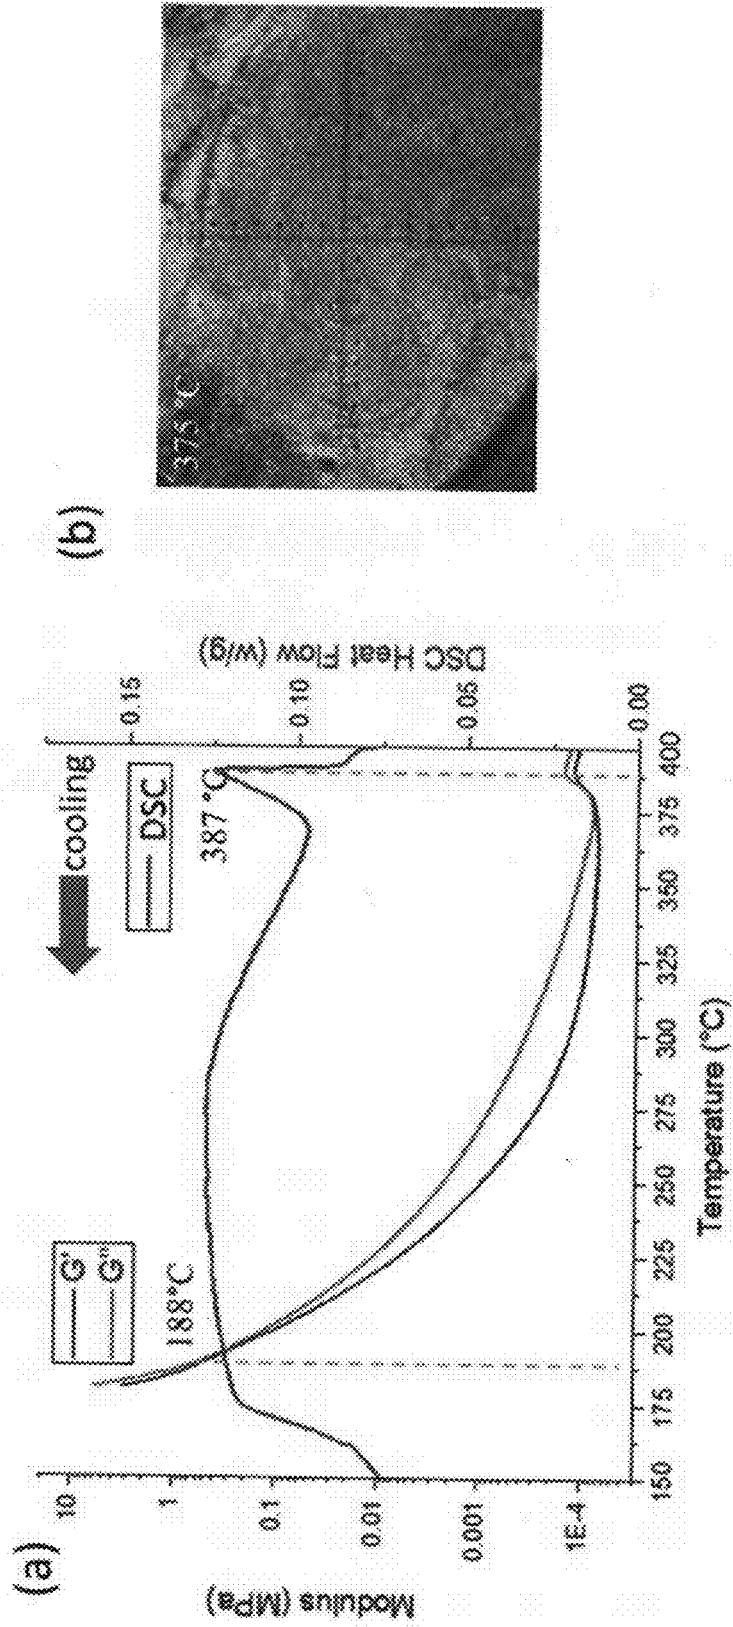 (a)
cooling
DSC
G'
G"
188°C
387 °C
Modulus (MPa)
10
1
0.1
0.01
0.001
1E-4
DSC Heat Flow (w/g)
0.15
0.10
0.05
0.00
150
175
200
225
250
275
300
325
350
375
400
Temperature (°C)
(b)
375 °C